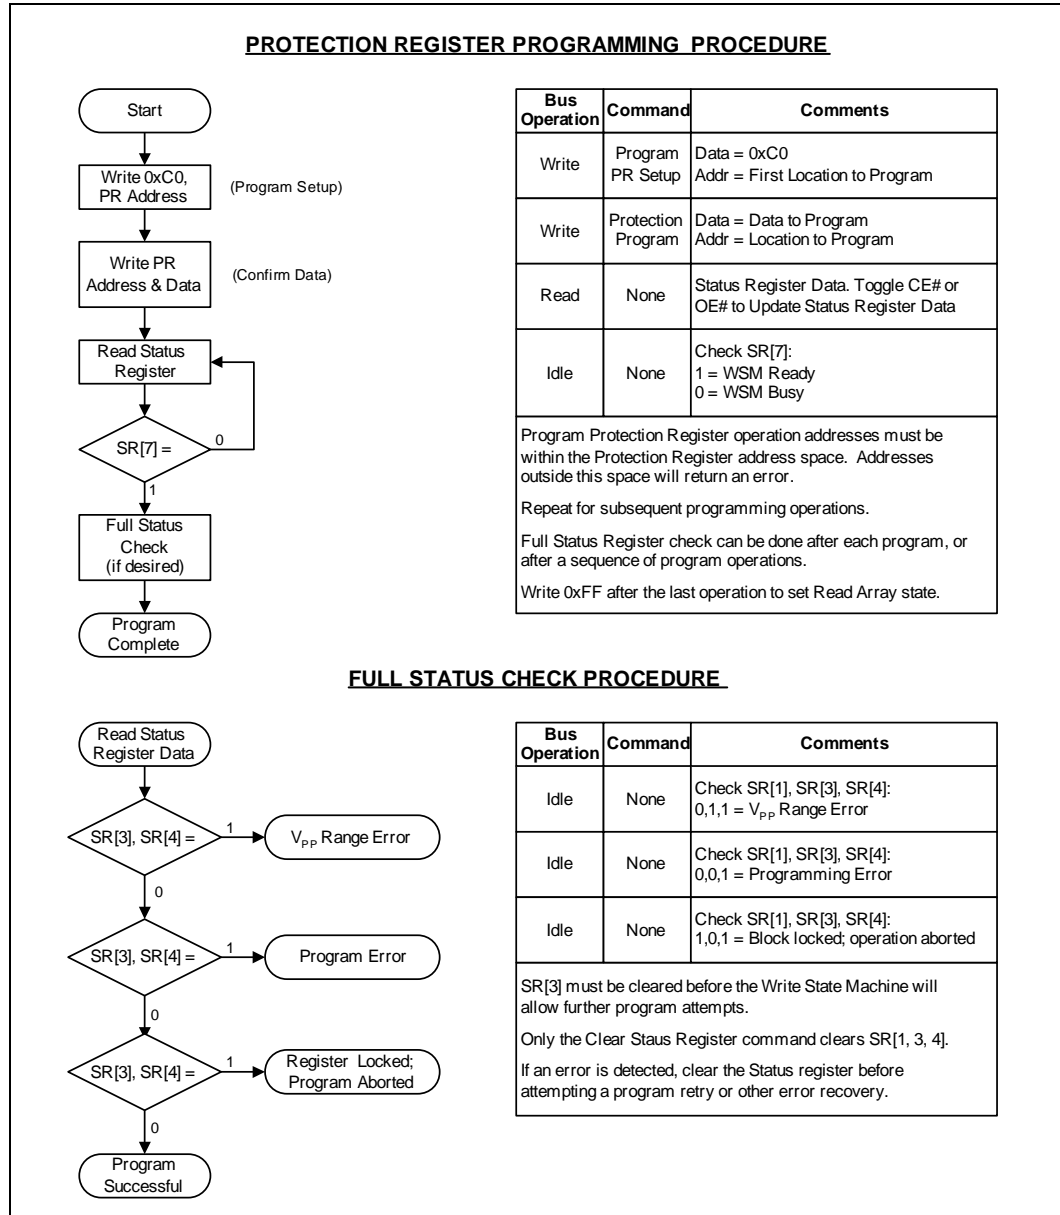 PROTECTION REGISTER PROGRAMMING PROCEDURE
Start
Write 0xC0,
PR Address
(Program Setup)
Write PR
Address & Data
(Confirm Data)
Read Status
Register
SR[7] =
0
1
Full Status
Check
(if desired)
Program
Complete
Bus
Operation
Command
Comments
Write
Program
PR Setup
Data = 0xC0
Addr = First Location to Program
Write
Protection
Program
Data = Data to Program
Addr = Location to Program
Read
None
Status Register Data. Toggle CE# or
OE# to Update Status Register Data
Idle
None
Check SR[7]:
1 = WSM Ready
0 = WSM Busy
Program Protection Register operation addresses must be
within the Protection Register address space. Addresses
outside this space will return an error.
Repeat for subsequent programming operations.
Full Status Register check can be done after each program, or
after a sequence of program operations.
Write 0xFF after the last operation to set Read Array state.
FULL STATUS CHECK PROCEDURE
Read Status
Register Data
SR[3], SR[4] =
1
VPP Range Error
0
SR[3], SR[4] =
1
Program Error
0
SR[3], SR[4] =
1
Register Locked;
Program Aborted
0
Program
Successful
Bus
Operation
Command
Comments
Idle
None
Check SR[1], SR[3], SR[4]:
0,1,1 = VPP Range Error
Idle
None
Check SR[1], SR[3], SR[4]:
0,0,1 = Programming Error
Idle
None
Check SR[1], SR[3], SR[4]:
1,0,1 = Block locked; operation aborted
SR[3] must be cleared before the Write State Machine will
allow further program attempts.
Only the Clear Staus Register command clears SR[1, 3, 4].
If an error is detected, clear the Status register before
attempting a program retry or other error recovery.